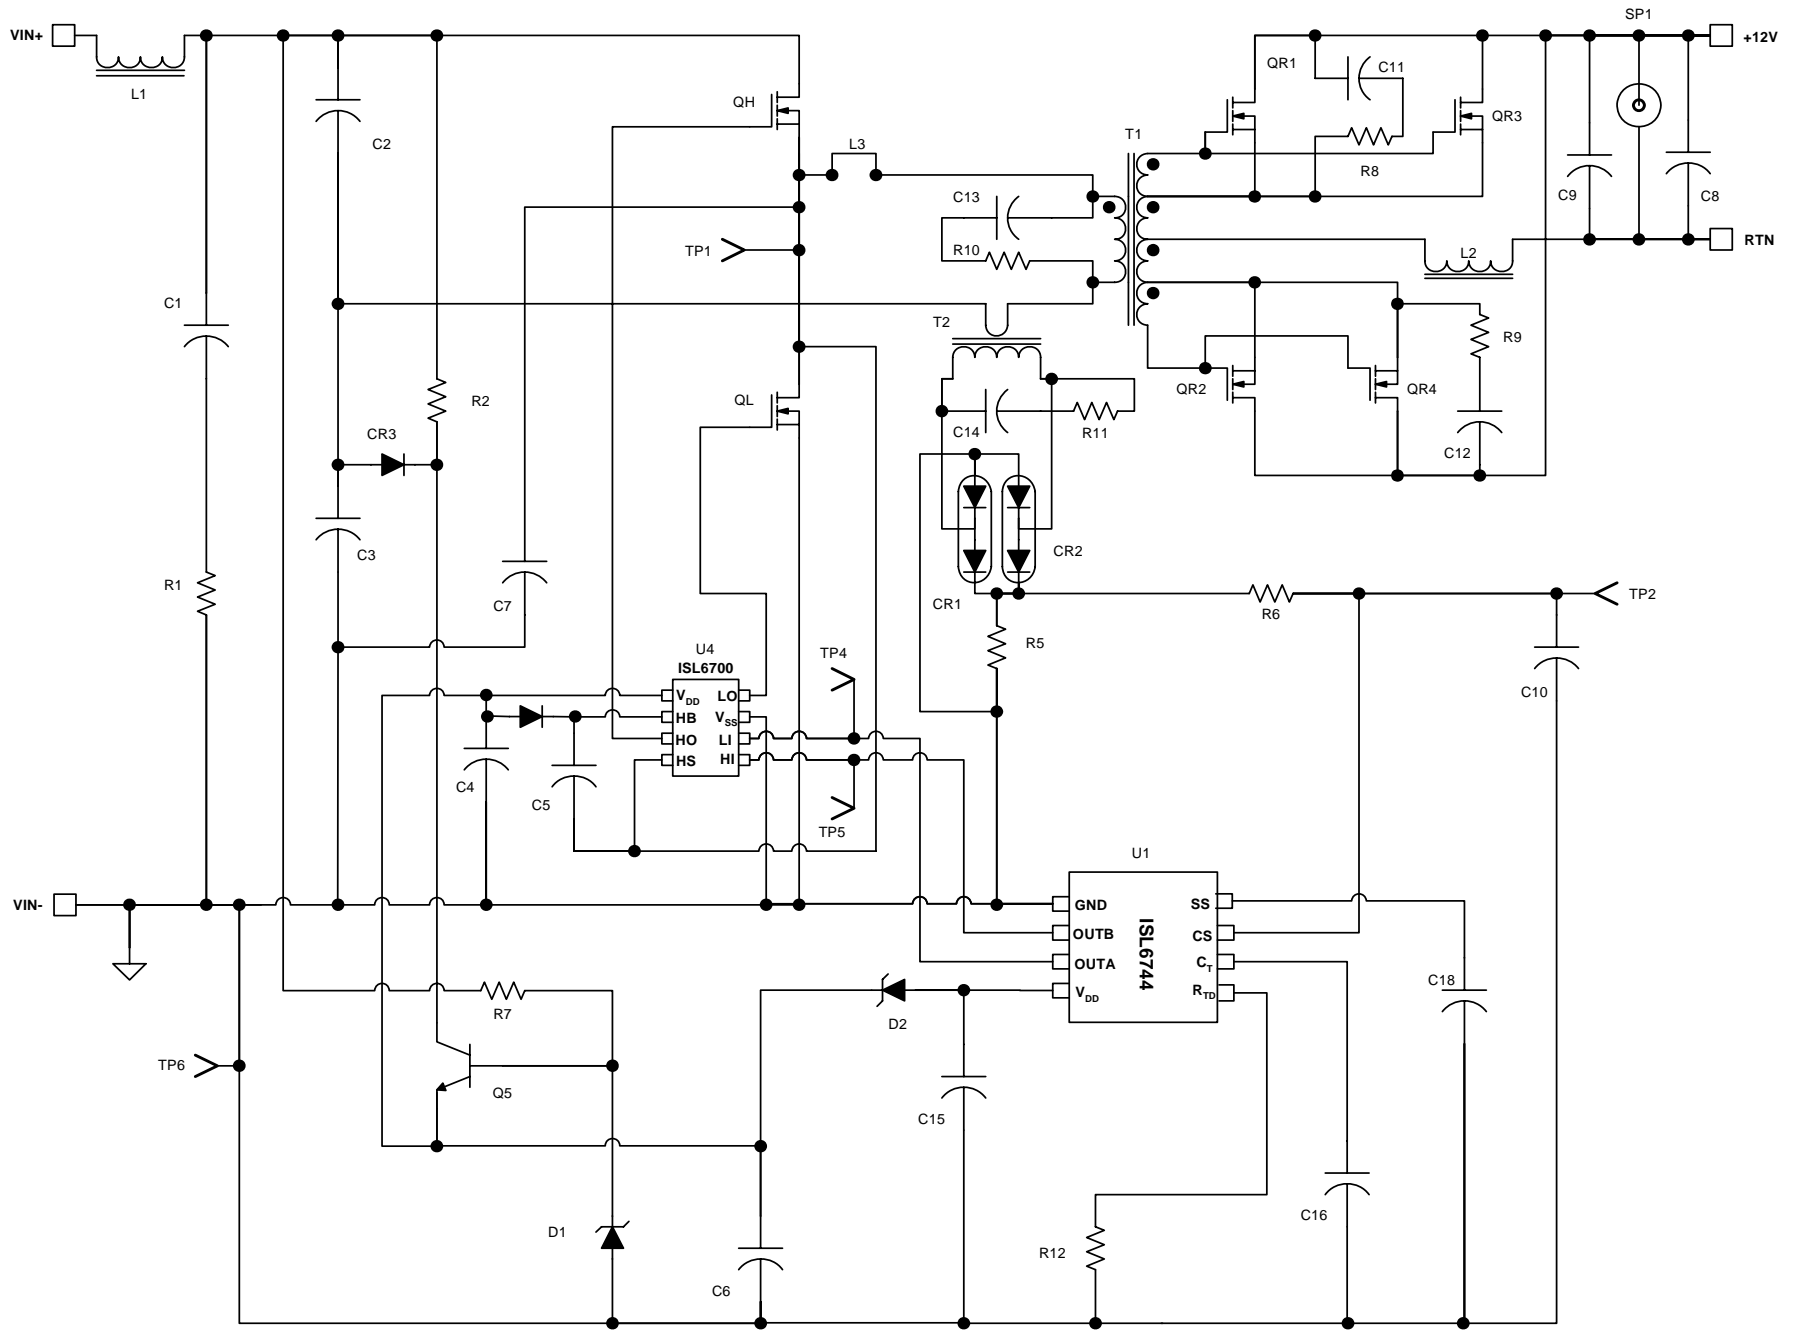 SP1
VIN+
+12V
L1
QR1
C11
QH
QR3
C2
T1
L3
R8
C13
C9
C8
TP1
R10
RTN
L2
C1
T2
R9
QR2
QR4
R2
QL
CR3
C14
R11
C12
C3
CR2
R1
C7
CR1
R6
TP2
R5
U4
TP4
ISL6700
VDD
LO
C10
HB
VSS
HO
LI
HS
HI
C4
C5
TP5
U1
VIN-
GND
SS
OUTB
CS
ISL6744
OUTA
CT
C18
VDD
RTD
R7
D2
TP6
Q5
C15
C16
D1
R12
C6